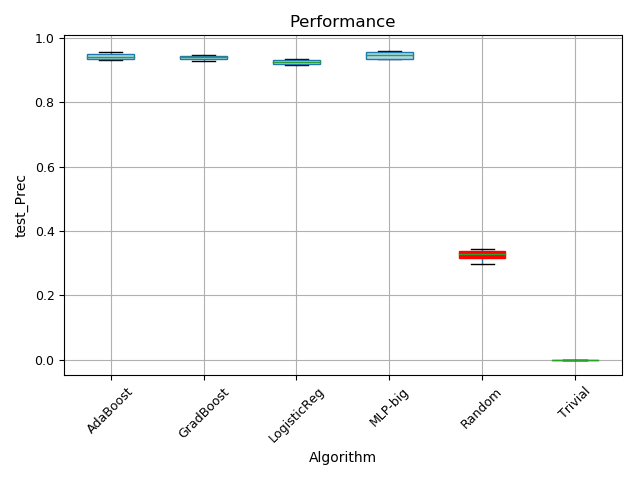 Performance
test_Prec
1.0
0.8
0.6
0.4
0.2
0.0
AdaBoost
GradBoost
LogisticReg
MLP-big
Random
Trivial
Algorithm